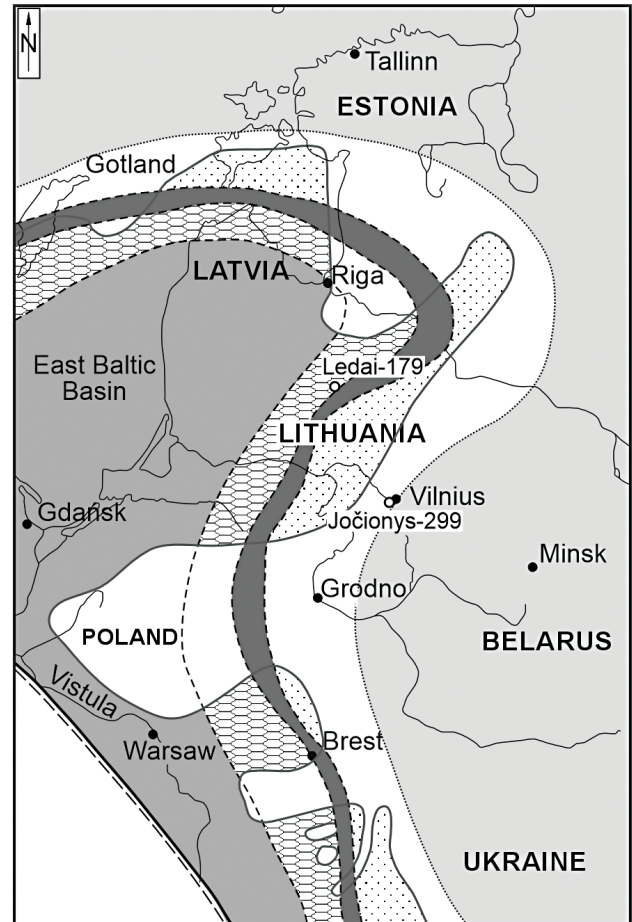 N
Tallinn
ESTONIA
Gotland
LATVIA
Riga
East Baltic
Basin
Ledai-179
LITHUANIA
Gdańsk
Vilnius
Jočionys-299
Minsk
Grodno
POLAND
BELARUS
Vistula
Warsaw
Brest
UKRAINE